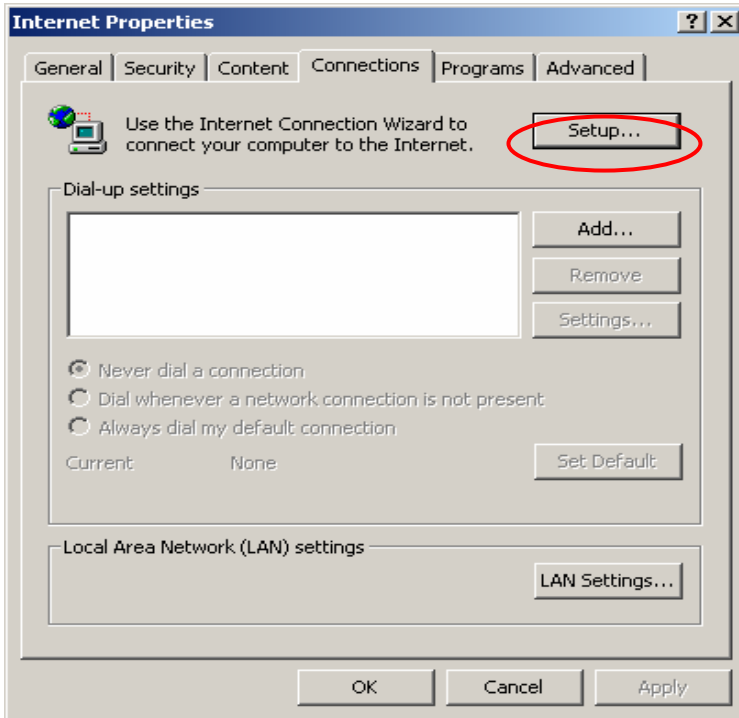 Internet Properties
General Security Content Connections Programs Advanced
Use the Internet Connection Wizard to
connect your computer to the Internet.
Setup...
Dial-up settings
Add...
Remove
Settings...
Never dial a connection
Dial whenever a network connection is not present
Always dial my default connection
Current None
Set Default
Local Area Network (LAN) settings
LAN Settings...
OK Cancel Apply